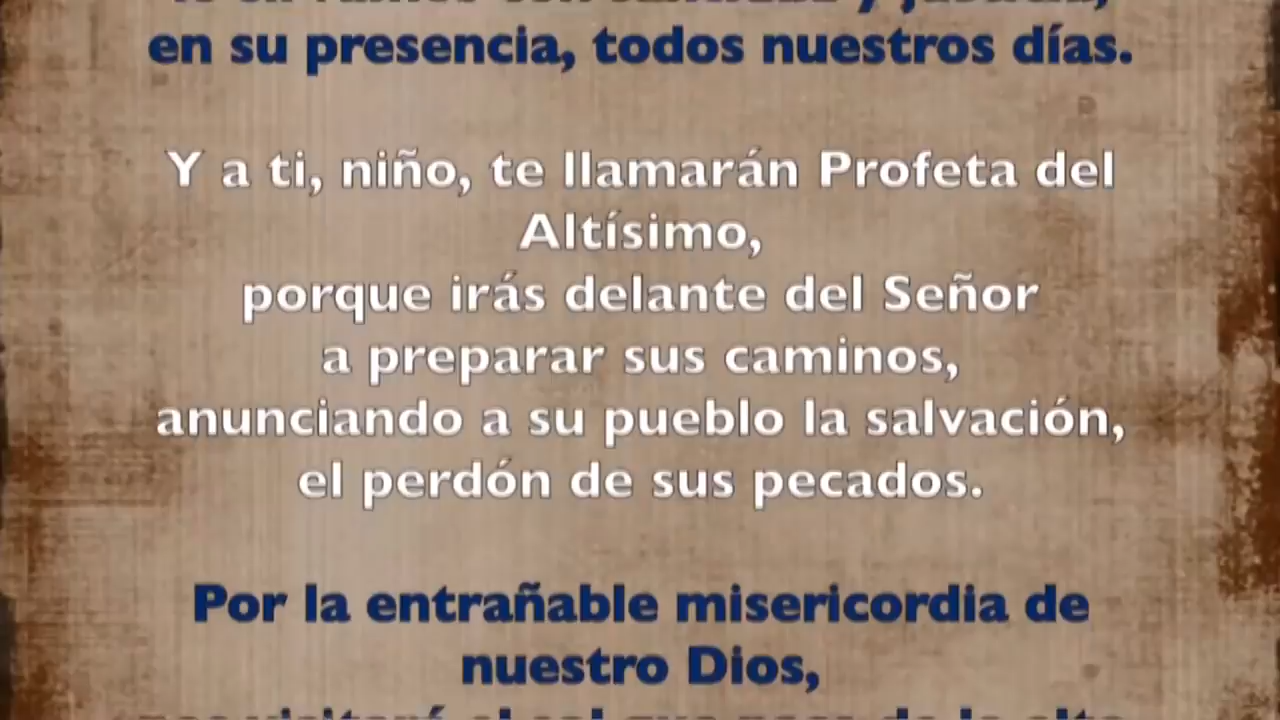 en su presencia, todos nuestros días.
Y a ti, niño, te llamarán Profeta del
Altísimo,
porque irás delante del Señor
a preparar sus caminos,
anunciando a su pueblo la salvación,
el perdón de sus pecados.
Por la entrañable misericordia de
nuestro Dios,